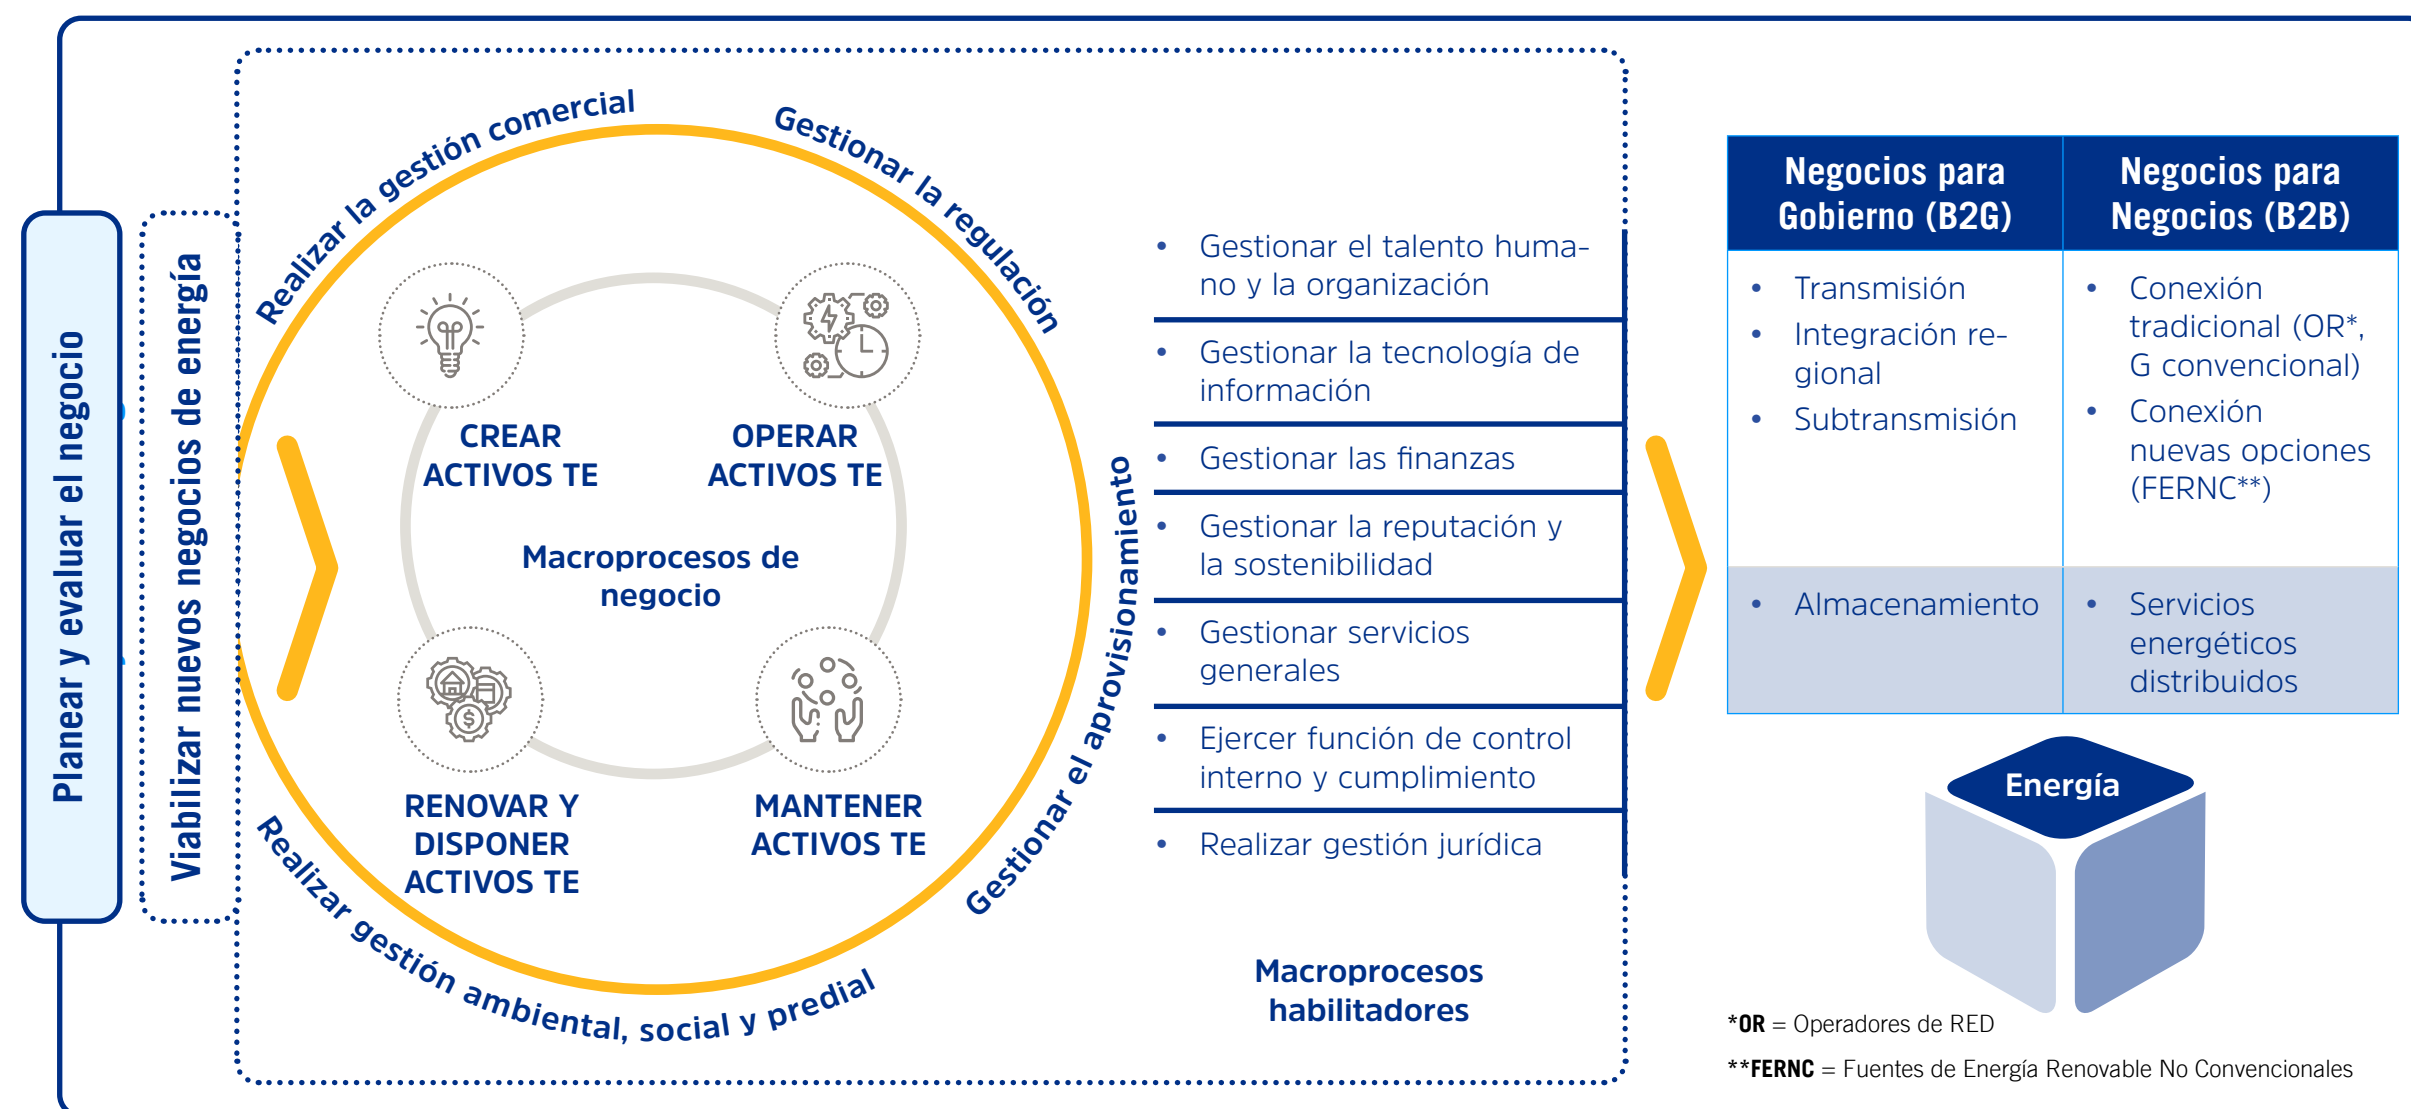 Planear y evaluar el negocio
Viabilizar nuevos negocios de energía
Realizar la gestión comercial
Gestionar la regulación
Gestionar el aprovisionamiento
Realizar gestión ambiental, social y predial
CREAR
ACTIVOS TE
OPERAR
ACTIVOS TE
Macroprocesos de
negocio
RENOVAR Y
DISPONER
ACTIVOS TE
MANTENER
ACTIVOS TE
• Gestionar el talento huma-
no y la organización
• Gestionar la tecnología de
información
• Gestionar las finanzas
• Gestionar la reputación y
la sostenibilidad
• Gestionar servicios
generales
• Ejercer función de control
interno y cumplimiento
• Realizar gestión jurídica
Macroprocesos
habilitadores
Negocios para
Gobierno (B2G)
Negocios para
Negocios (B2B)
• Transmisión
• Integración re-
gional
• Subtransmisión
• Conexión
tradicional (OR*,
G convencional)
• Conexión
nuevas opciones
(FERNC**)
• Almacenamiento
• Servicios
energéticos
distribuidos
Energía
*OR = Operadores de RED
**FERNC = Fuentes de Energía Renovable No Convencionales